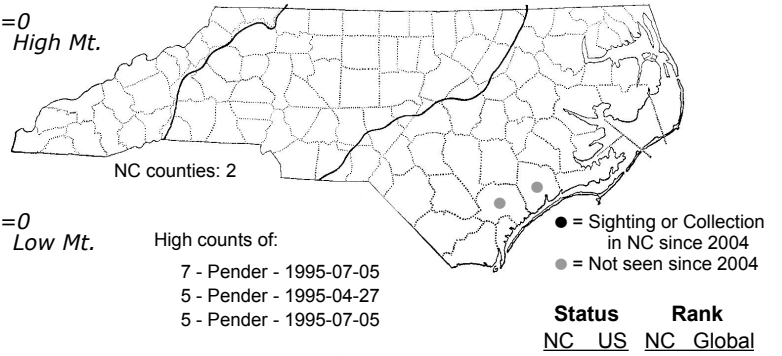 =0
High Mt.
NC counties: 2
=0
Low Mt.
High counts of:
7 - Pender - 1995-07-05
5 - Pender - 1995-04-27
5 - Pender - 1995-07-05
● = Sighting or Collection
in NC since 2004
● = Not seen since 2004
Status Rank
NC US NC Global